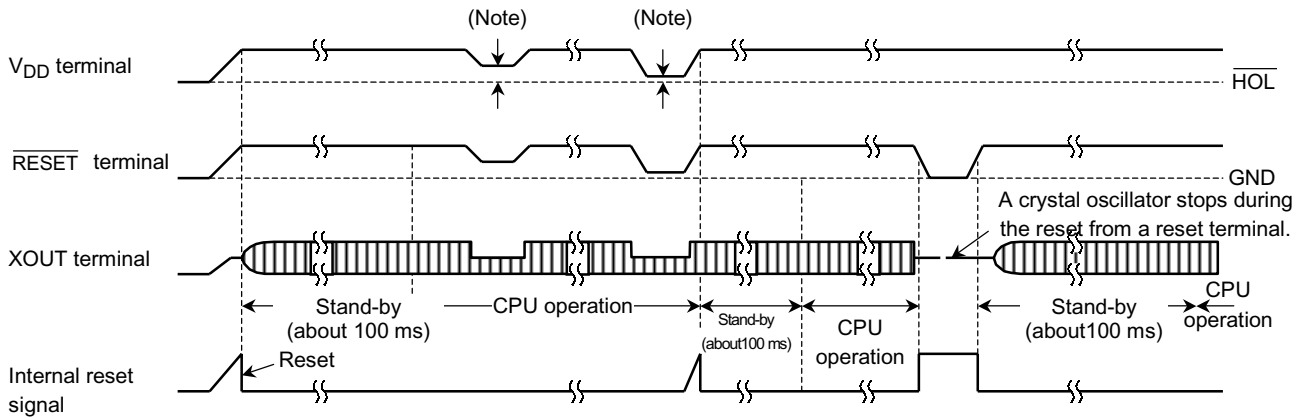 (Note)
(Note)
VDD terminal
HOL
RESET terminal
GND
A crystal oscillator stops during
the reset from a reset terminal.
XOUT terminal
Stand-by
(about 100 ms)
CPU operation
Stand-by
(about100 ms)
CPU
operation
Stand-by
(about100 ms)
CPU
operation
Reset
Internal reset
signal